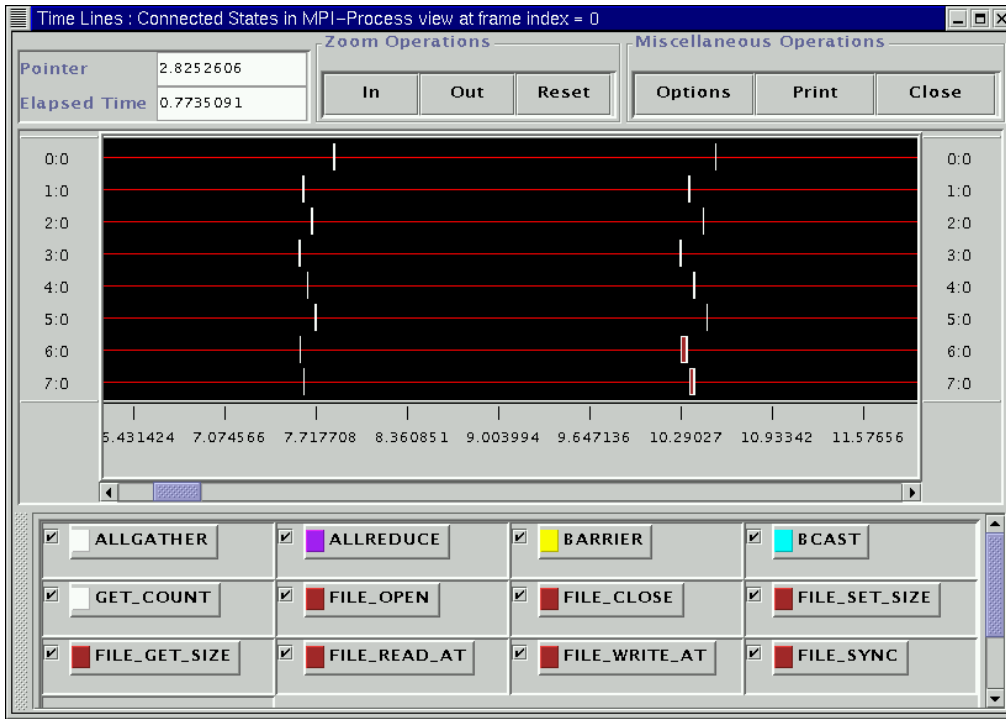 Time Lines : Connected States in MPI-Process view at frame index = 0
Zoom Operations
Miscellaneous Operations
Pointer 2.8252606
Elapsed Time 0.7735091
In Out Reset Options Print Close
0:0 0:0
1:0 1:0
2:0 2:0
3:0 3:0
4:0 4:0
5:0 5:0
6:0 6:0
7:0 7:0
6.431424 7.074566 7.717708 8.360851 9.003994 9.647136 10.29027 10.93342 11.57656
ALLGATHER ALLREDUCE BARRIER BCAST
GET_COUNT FILE_OPEN FILE_CLOSE FILE_SET_SIZE
FILE_GET_SIZE FILE_READ_AT FILE_WRITE_AT FILE_SYNC